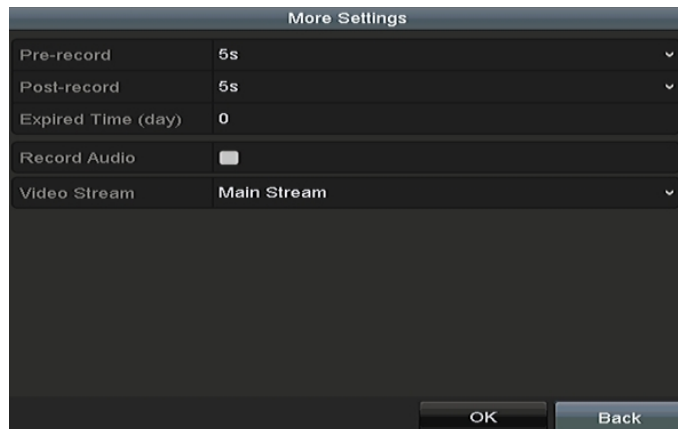 More Settings
Pre-record 5s
Post-record 5s
Expired Time (day) 0
Record Audio
Video Stream Main Stream
OK Back